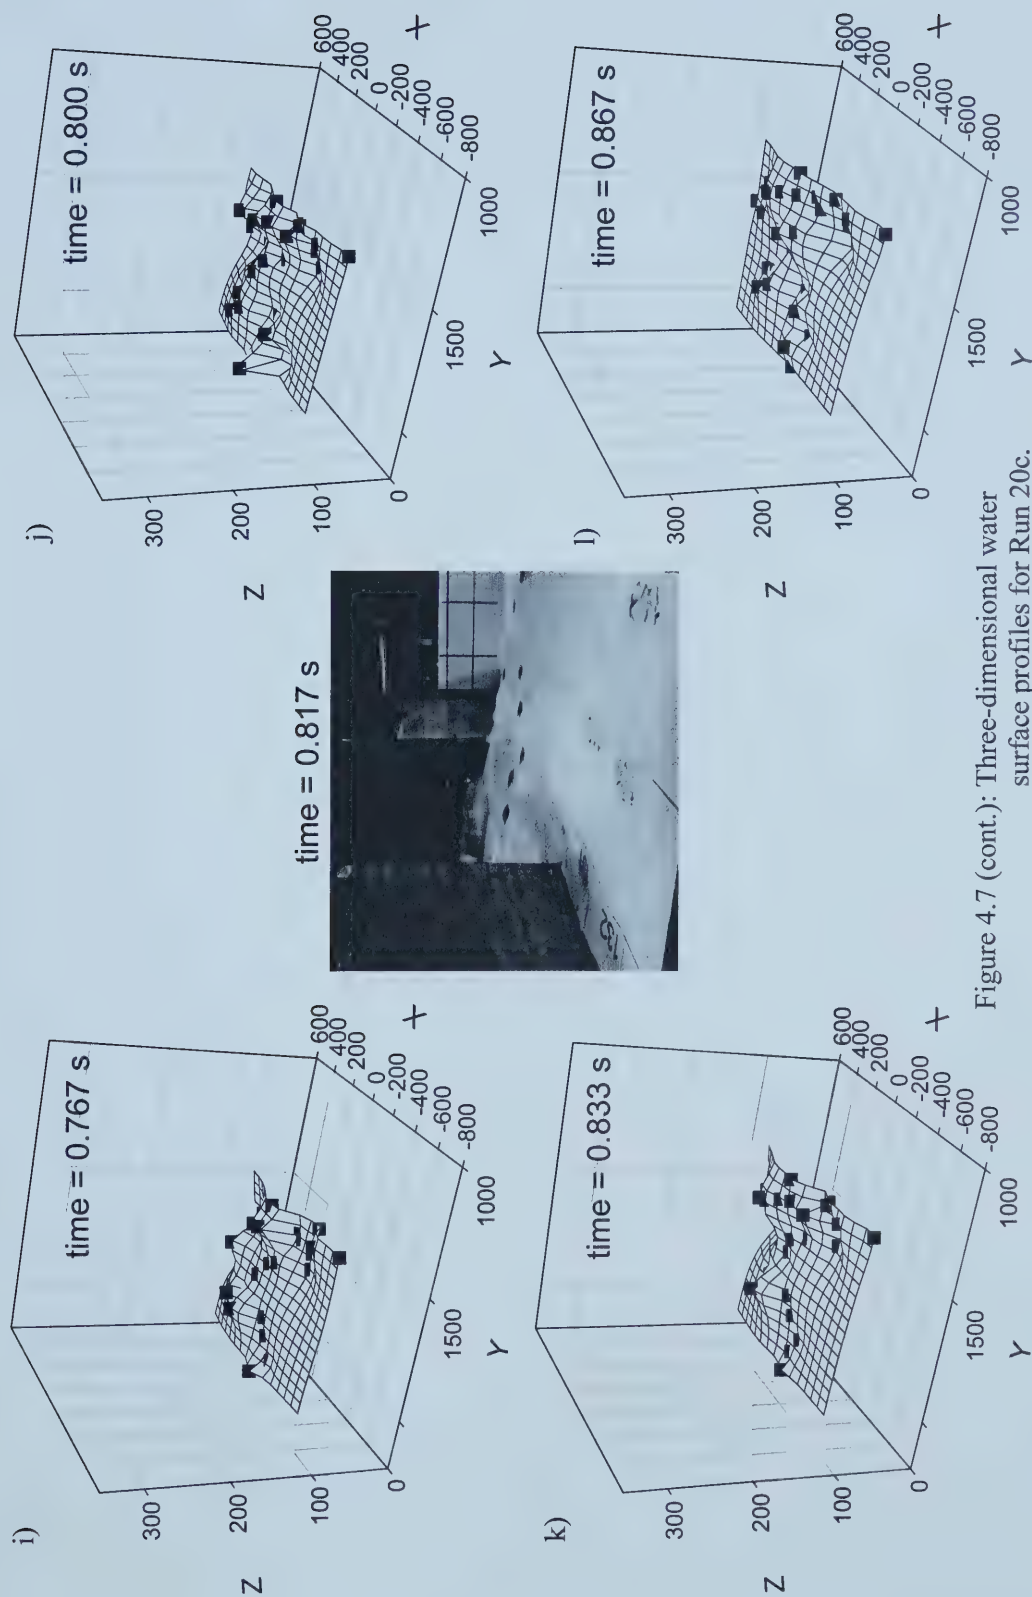 i)
time = 0.767 s
Z
300
200
100
0
1500
1000
Y
600
400
200
0
-200
-400
-600
-800
X
time = 0.817 s
j)
time = 0.800 s
Z
300
200
100
0
1500
1000
Y
600
400
200
0
-200
-400
-600
-800
X
k)
time = 0.833 s
Z
300
200
100
0
1500
1000
Y
600
400
200
0
-200
-400
-600
-800
X
l)
time = 0.867 s
Z
300
200
100
0
1500
1000
Y
600
400
200
0
-200
-400
-600
-800
X
Figure 4.7 (cont.): Three-dimensional water
surface profiles for Run 20c.